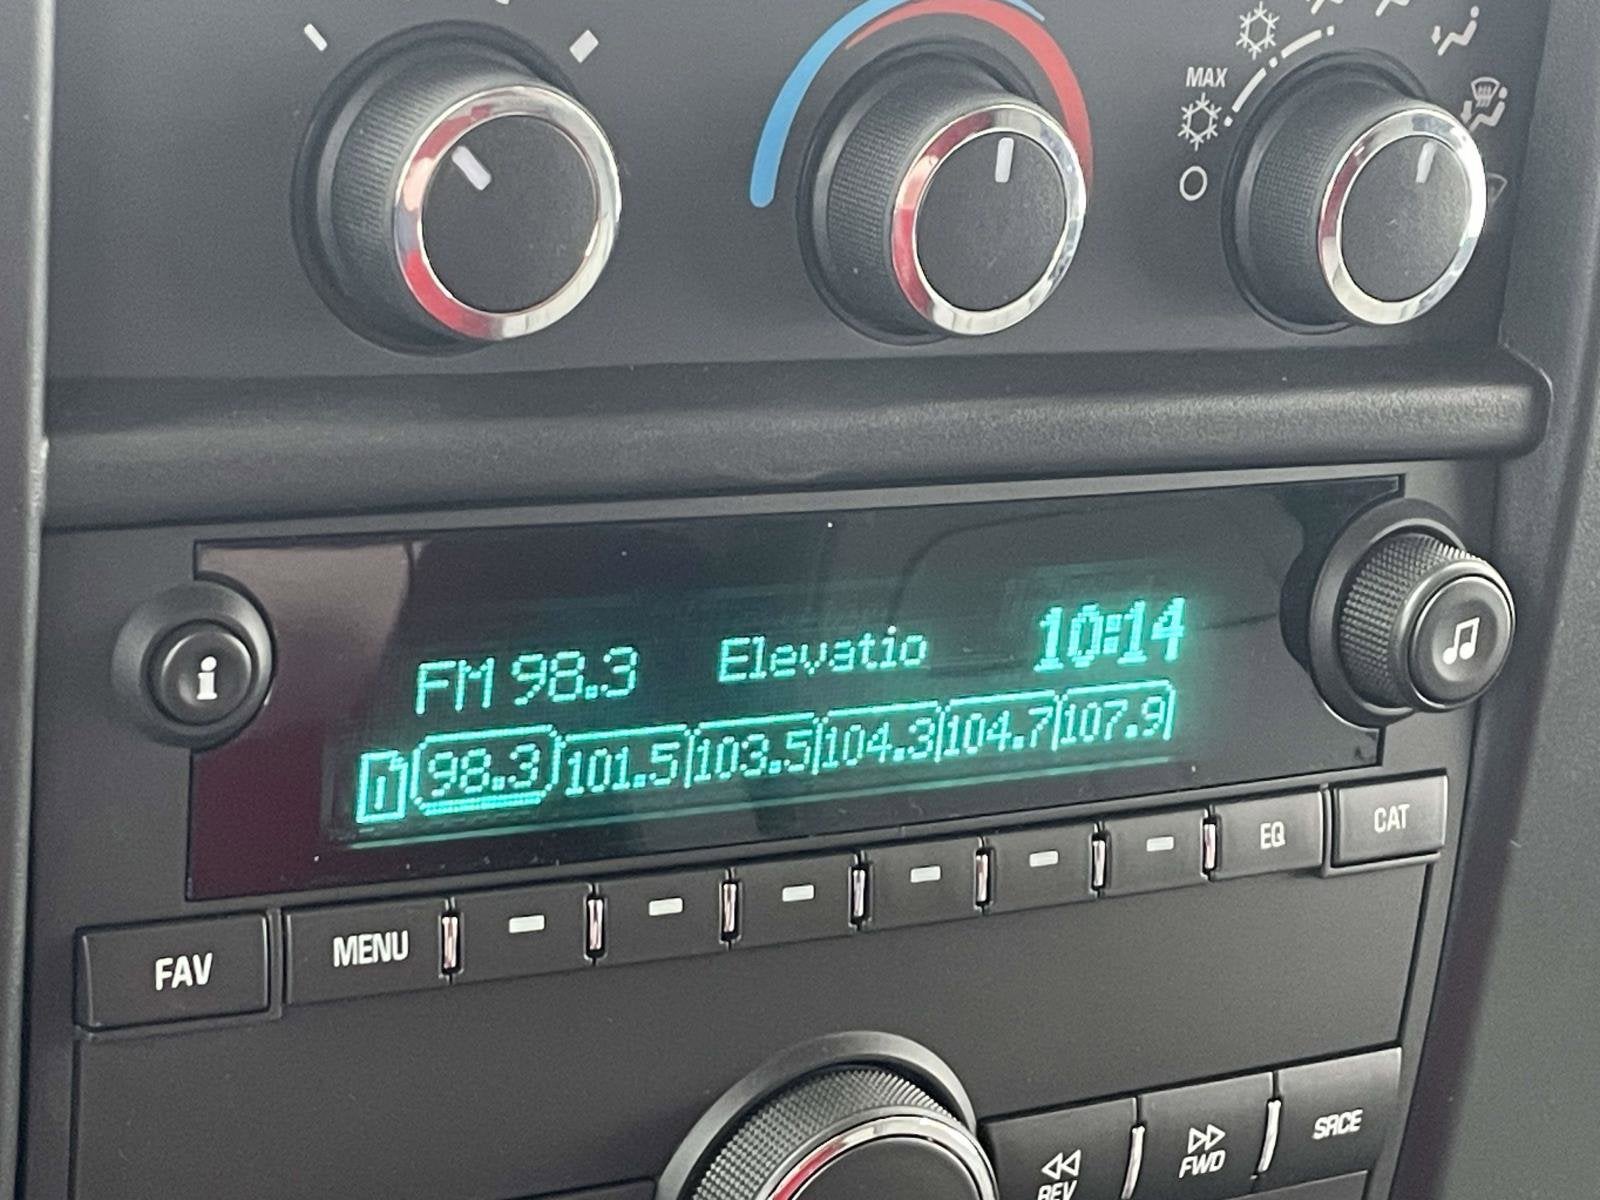 MAX
FM 98.3 Elevatio 10:14
1 98.3 101.5 103.5 104.3 104.7 107.9
i
FAV MENU EQ CAT
REV FWD SRCE